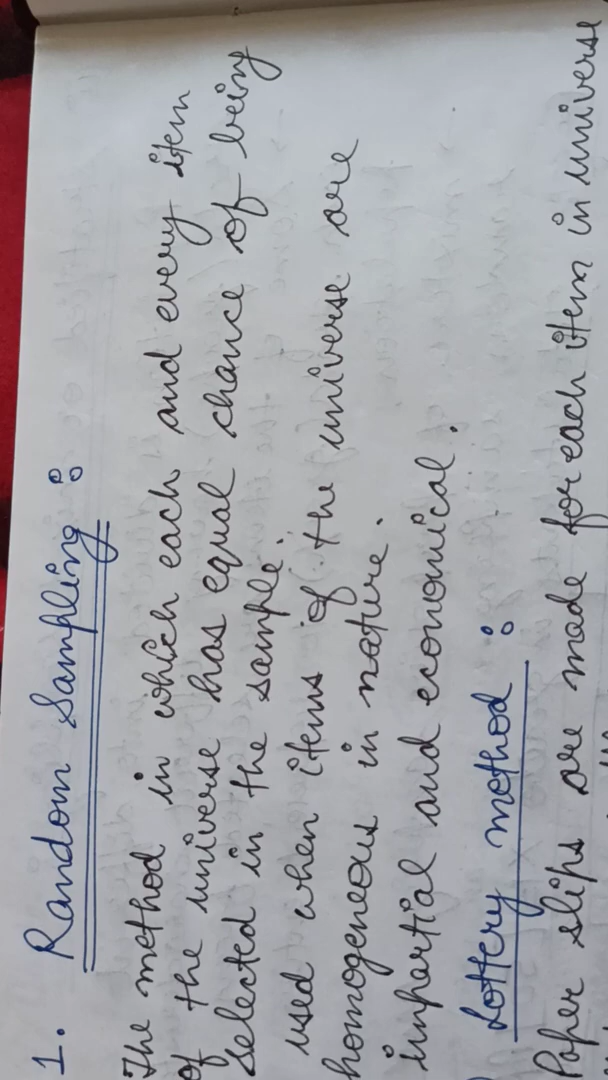 1. Random Sampling :
The method in which each and every item
of the universe has equal chance of being
selected in the sample.
used when items of the universe are
homogeneous in nature.
impartial and economical.
Lottery method :
Paper slips are made for each item in universe